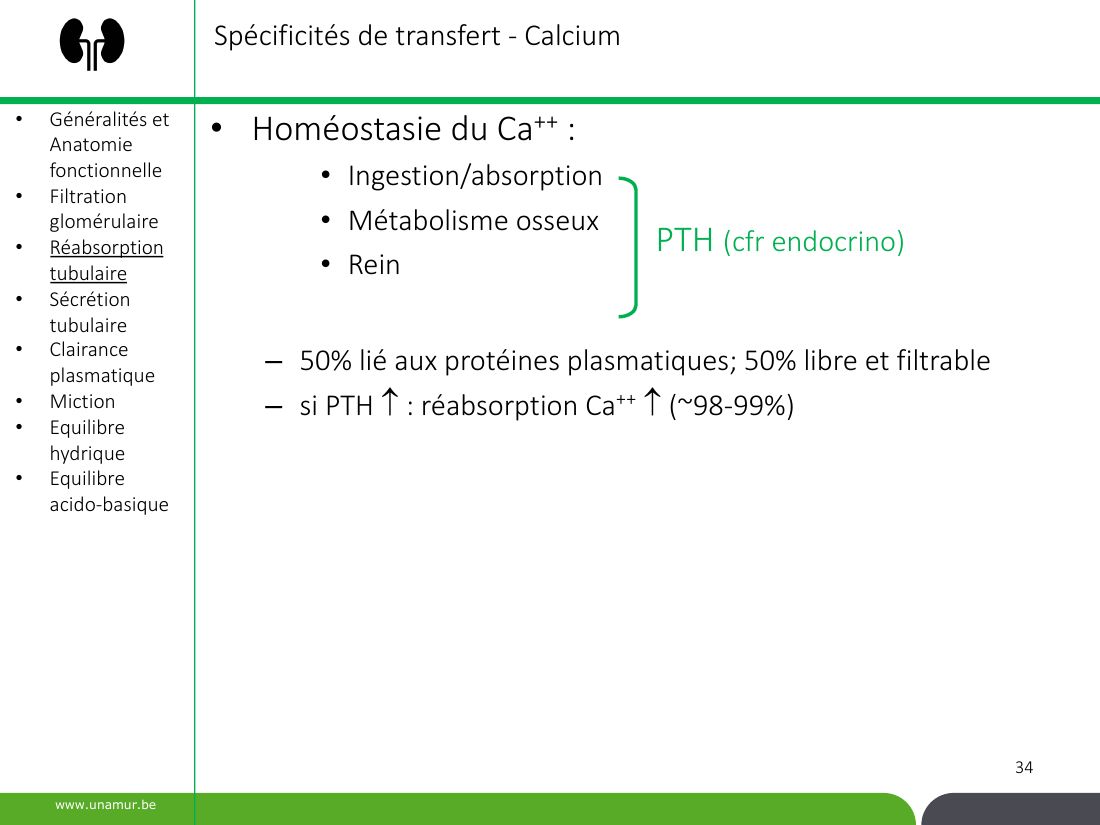 Spécificités de transfert - Calcium
• Généralités et
Anatomie
fonctionnelle
• Filtration
glomérulaire
• Réabsorption
tubulaire
• Sécrétion
tubulaire
• Clairance
plasmatique
• Miction
• Equilibre
hydrique
• Equilibre
acido-basique
• Homéostasie du Ca⁺⁺ :
• Ingestion/absorption
• Métabolisme osseux
• Rein
PTH (cfr endocrino)
– 50% lié aux protéines plasmatiques; 50% libre et filtrable
– si PTH ↑ : réabsorption Ca⁺⁺ ↑ (~98-99%)
34
www.unamur.be